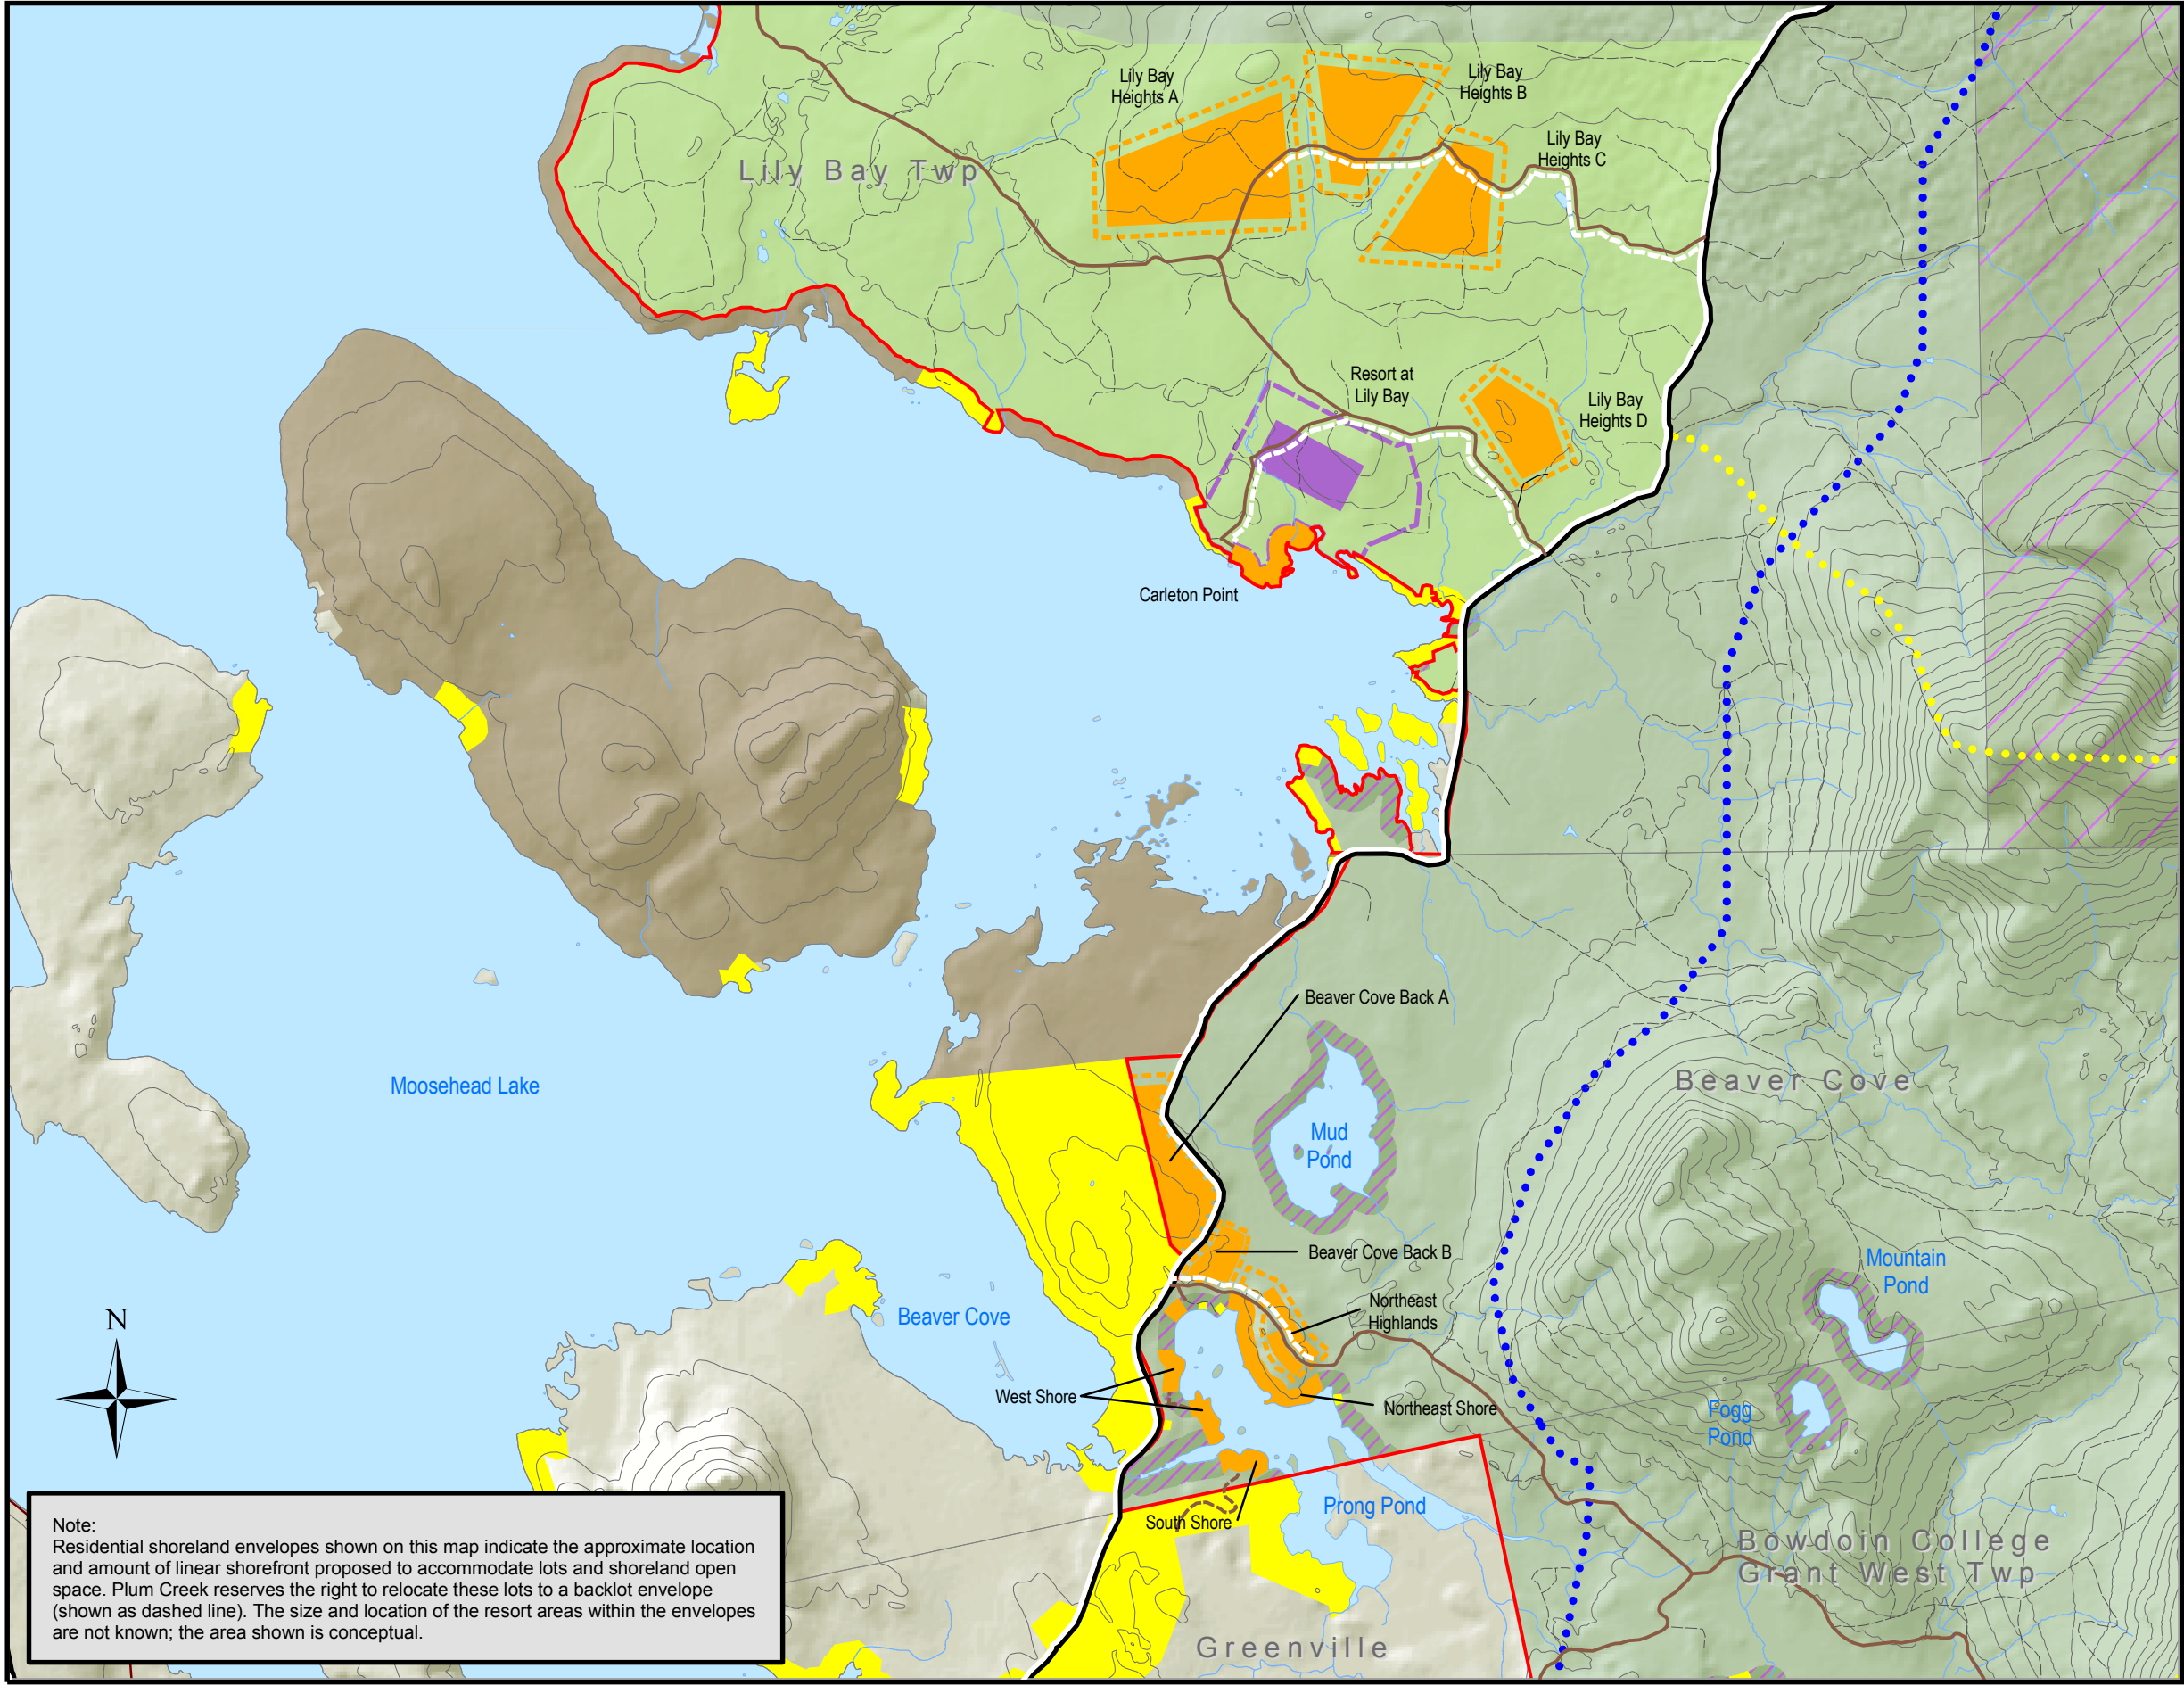 Lily Bay
Heights A
Lily Bay
Heights B
Lily Bay
Heights C
Lily Bay Twp
Resort at
Lily Bay
Lily Bay
Heights D
Carleton Point
Beaver Cove Back A
Moosehead Lake
Beaver Cove
Mud
Pond
Beaver Cove Back B
Mountain
Pond
N
Beaver Cove
Northeast
Highlands
West Shore
Northeast Shore
Fogg
Pond
Prong Pond
South Shore
Bowdoin College
Grant West Twp
Greenville
Note:
Residential shoreland envelopes shown on this map indicate the approximate location
and amount of linear shorefront proposed to accommodate lots and shoreland open
space. Plum Creek reserves the right to relocate these lots to a backlot envelope
(shown as dashed line). The size and location of the resort areas within the envelopes
are not known; the area shown is conceptual.